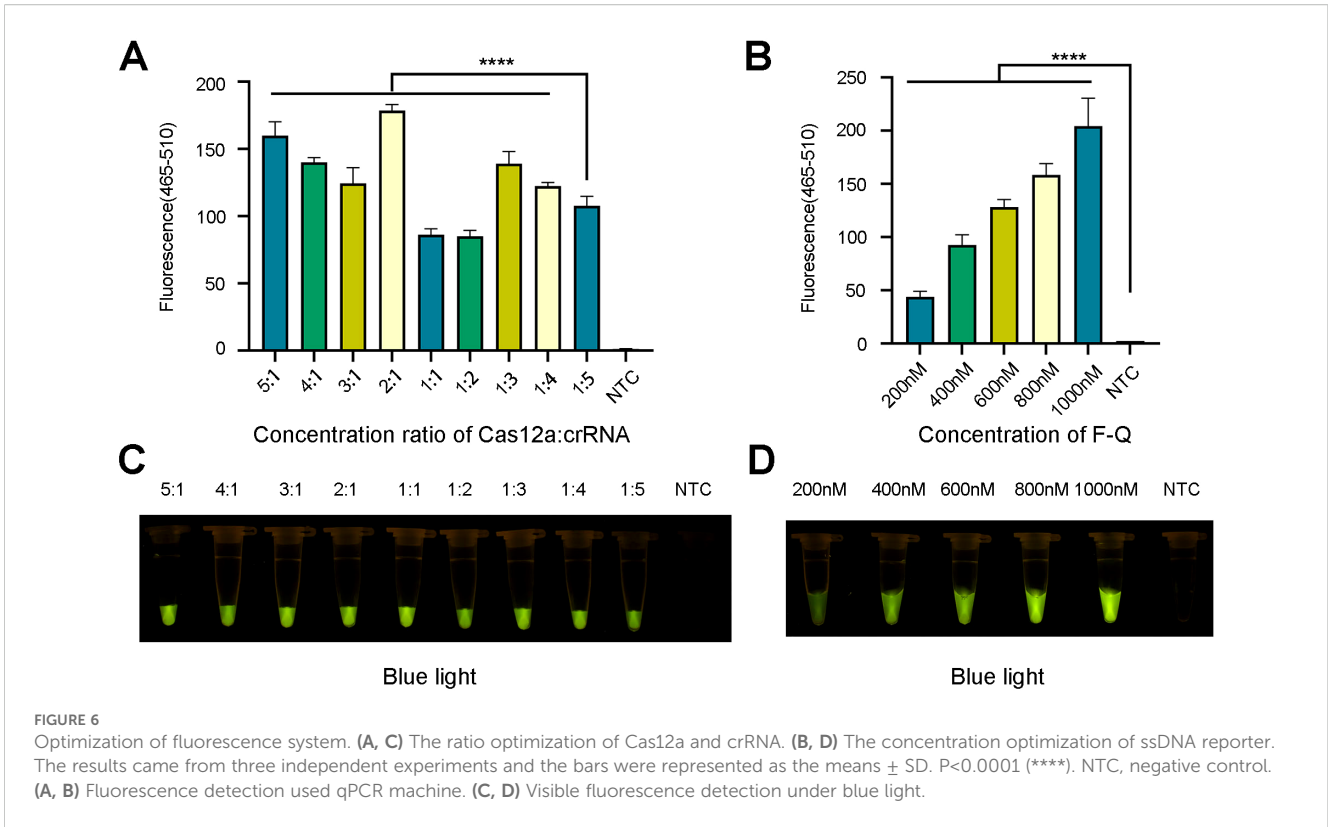 A
****
Fluorescence(465-510)
200
150
100
50
0
5:1 4:1 3:1 2:1 1:1 1:2 1:3 1:4 1:5 NTC
Concentration ratio of Cas12a:crRNA
B
****
Fluorescence(465-510)
250
200
150
100
50
0
200nM 400nM 600nM 800nM 1000nM NTC
Concentration of F-Q
C
5:1 4:1 3:1 2:1 1:1 1:2 1:3 1:4 1:5 NTC
Blue light
D
200nM 400nM 600nM 800nM 1000nM NTC
Blue light
FIGURE 6
Optimization of fluorescence system. (A, C) The ratio optimization of Cas12a and crRNA. (B, D) The concentration optimization of ssDNA reporter.
The results came from three independent experiments and the bars were represented as the means ± SD. P<0.0001 (****). NTC, negative control.
(A, B) Fluorescence detection used qPCR machine. (C, D) Visible fluorescence detection under blue light.